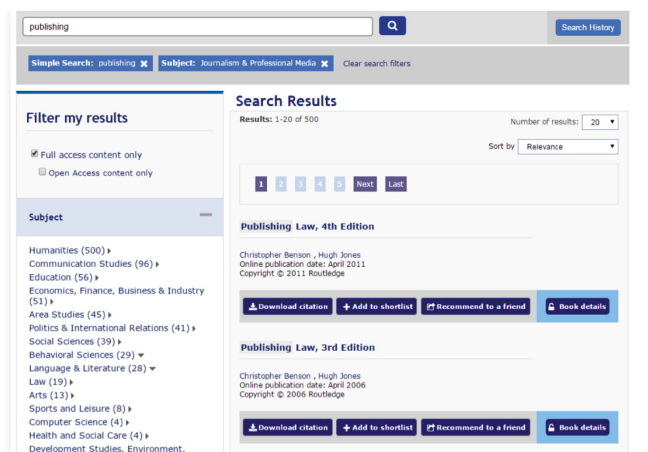 publishing
Search History
Simple Search: publishing ✖ Subject: Journalism & Professional Media ✖ Clear search filters
Filter my results
Full access content only
Open Access content only
Subject
Humanities (500)
Communication Studies (96)
Education (56)
Economics, Finance, Business & Industry
(51)
Area Studies (45)
Politics & International Relations (41)
Social Sciences (39)
Behavioral Sciences (29)
Language & Literature (28)
Law (19)
Arts (13)
Sports and Leisure (8)
Computer Science (4)
Health and Social Care (4)
Development Studies, Environment,
Search Results
Results: 1-20 of 500
Number of results: 20
Sort by Relevance
1 2 3 4 5 Next Last
Publishing Law, 4th Edition
Christopher Benson , Hugh Jones
Online publication date: April 2011
Copyright © 2011 Routledge
Download citation + Add to shortlist Recommend to a friend Book details
Publishing Law, 3rd Edition
Christopher Benson , Hugh Jones
Online publication date: April 2006
Copyright © 2006 Routledge
Download citation + Add to shortlist Recommend to a friend Book details